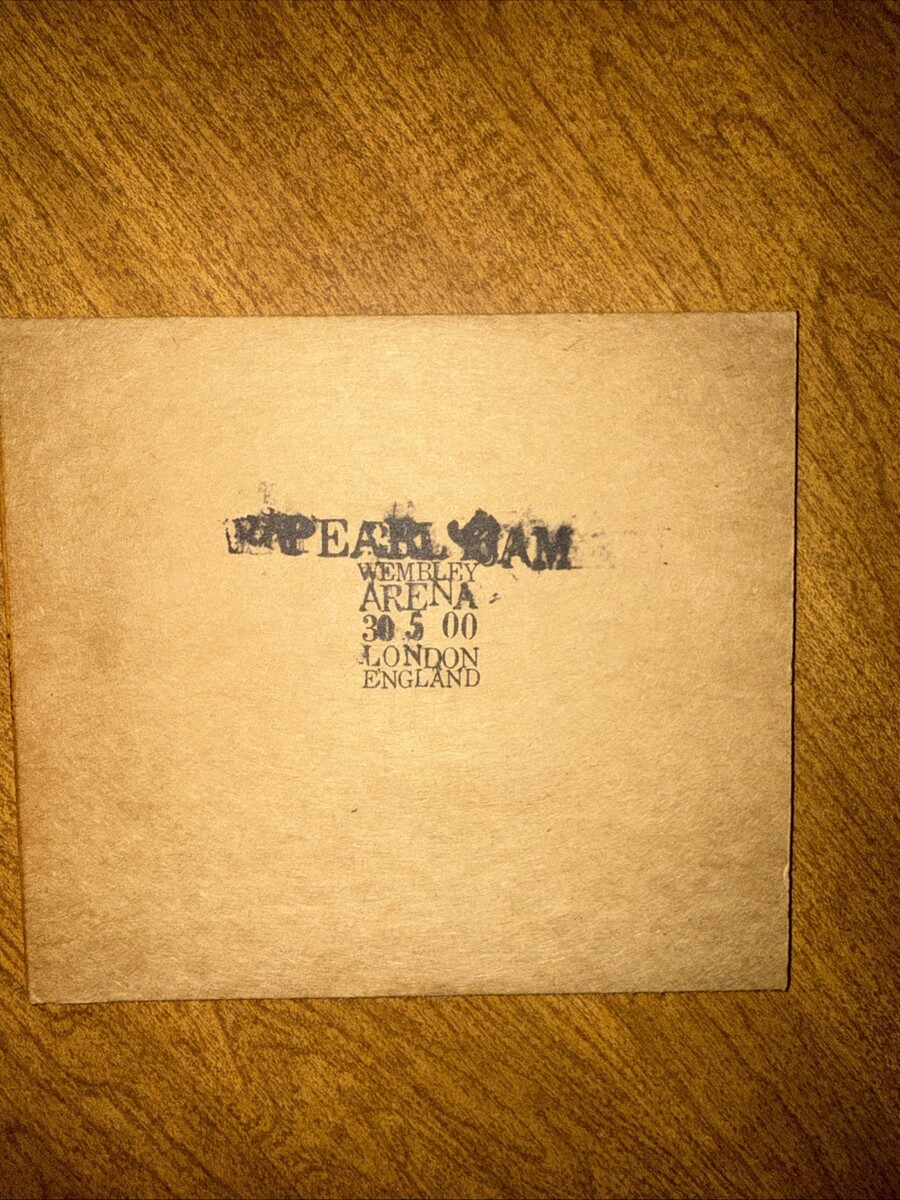 PEARL JAM
WEMBLEY
ARENA
30 5 00
LONDON
ENGLAND